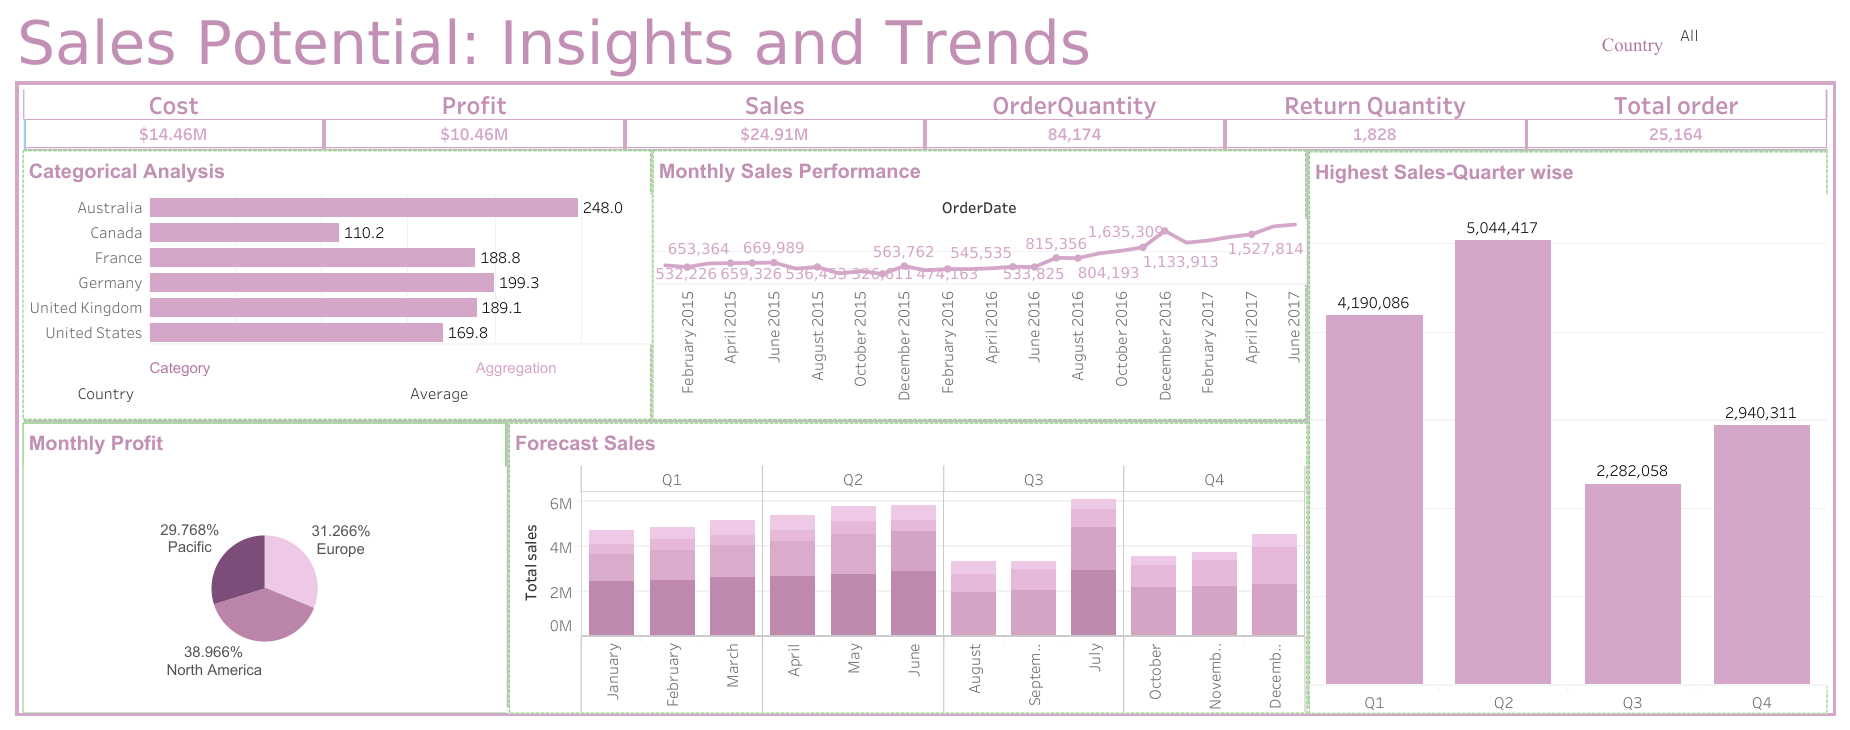 Sales Potential: Insights and Trends
Country All
Cost Profit Sales OrderQuantity Return Quantity Total order
$14.46M $10.46M $24.91M 84,174 1,828 25,164
Categorical Analysis
Australia 248.0
Canada 110.2
France 188.8
Germany 199.3
United Kingdom 189.1
United States 169.8
Category Aggregation
Country Average
Monthly Sales Performance
OrderDate
653,364 669,989 563,762 545,535 815,356 1,635,309 1,527,814
532,226 659,326 536,453 326,611 474,163 533,825 804,193 1,133,913
February 2015
April 2015
June 2015
August 2015
October 2015
December 2015
February 2016
April 2016
June 2016
August 2016
October 2016
December 2016
February 2017
April 2017
June 2017
Highest Sales-Quarter wise
4,190,086
5,044,417
2,282,058
2,940,311
Q1 Q2 Q3 Q4
Monthly Profit
29.768%
Pacific
31.266%
Europe
38.966%
North America
Forecast Sales
Q1 Q2 Q3 Q4
Total sales
6M
4M
2M
0M
January
February
March
April
May
June
August
Septem..
July
October
Novemb..
Decemb..